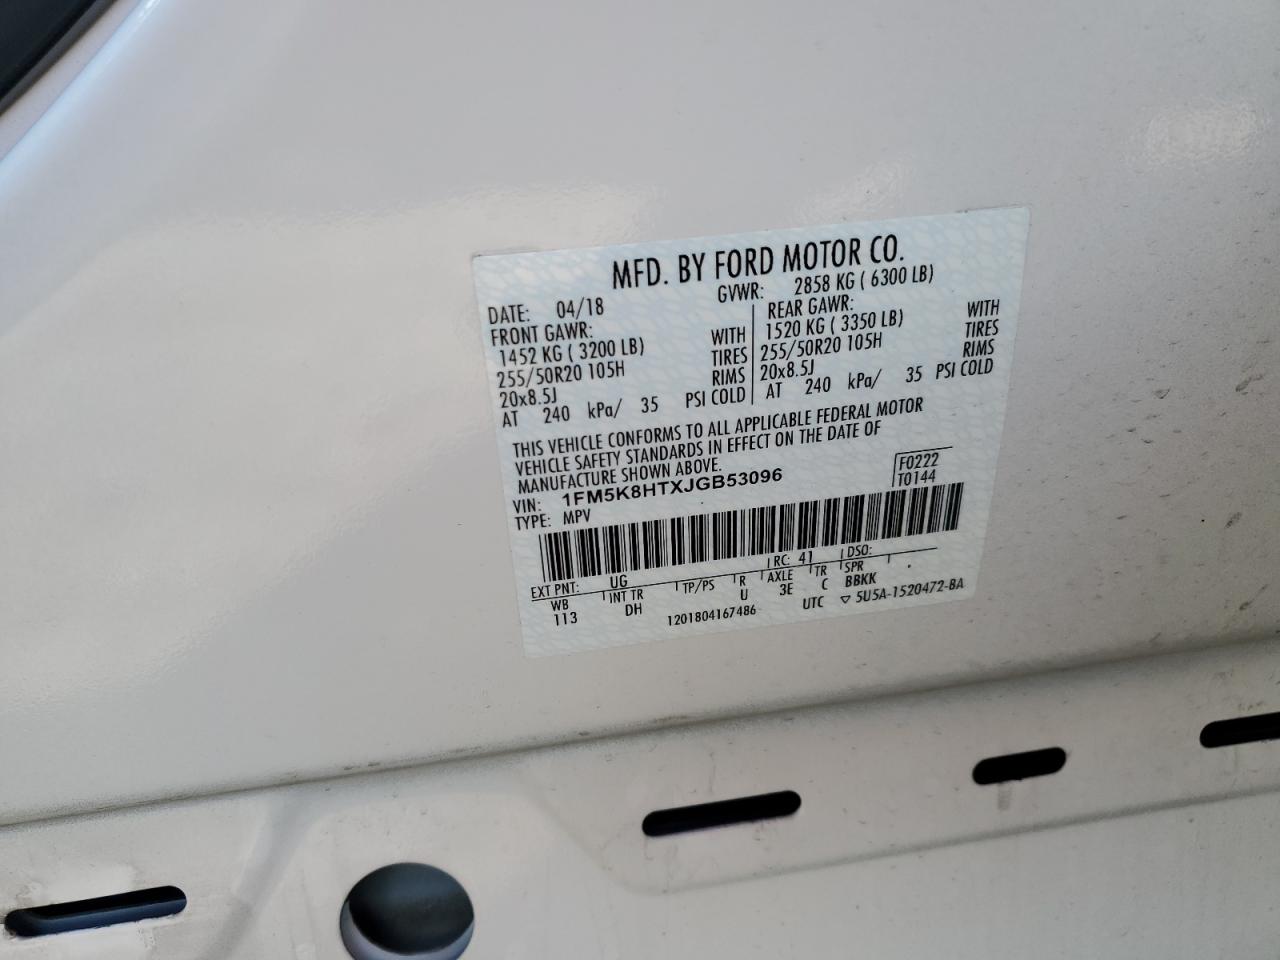 MFD. BY FORD MOTOR CO.
DATE: 04/18 GVWR: 2858 KG ( 6300 LB)
FRONT GAWR: REAR GAWR:
1452 KG ( 3200 LB) WITH 1520 KG ( 3350 LB) WITH
255/50R20 105H TIRES 255/50R20 105H TIRES
20x8.5J RIMS 20x8.5J RIMS
AT 240 kPa/ 35 PSI COLD AT 240 kPa/ 35 PSI COLD
THIS VEHICLE CONFORMS TO ALL APPLICABLE FEDERAL MOTOR
VEHICLE SAFETY STANDARDS IN EFFECT ON THE DATE OF
MANUFACTURE SHOWN ABOVE.
VIN: 1FM5K8HTXJGB53096 F0222
TYPE: MPV T0144
EXT PNT: UG RC: 41 DSO:
WB INT TR TP/PS R AXLE TR SPR
113 DH U 3E C BBKK
1201804167486 UTC ▽ 5U5A-1520472-BA